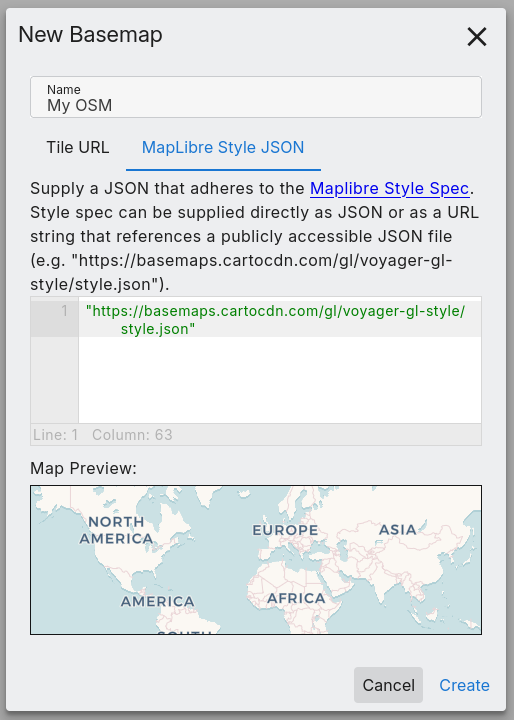 New Basemap
Name
My OSM
Tile URL
MapLibre Style JSON
Supply a JSON that adheres to the Maplibre Style Spec.
Style spec can be supplied directly as JSON or as a URL
string that references a publicly accessible JSON file
(e.g. "https://basemaps.cartocdn.com/gl/voyager-gl-
style/style.json").
1
"https://basemaps.cartocdn.com/gl/voyager-gl-style/
style.json"
Line: 1 Column: 63
Map Preview:
NORTH
AMERICA
EUROPE
ASIA
AMERICA
AFRICA
SOUTH
Cancel
Create